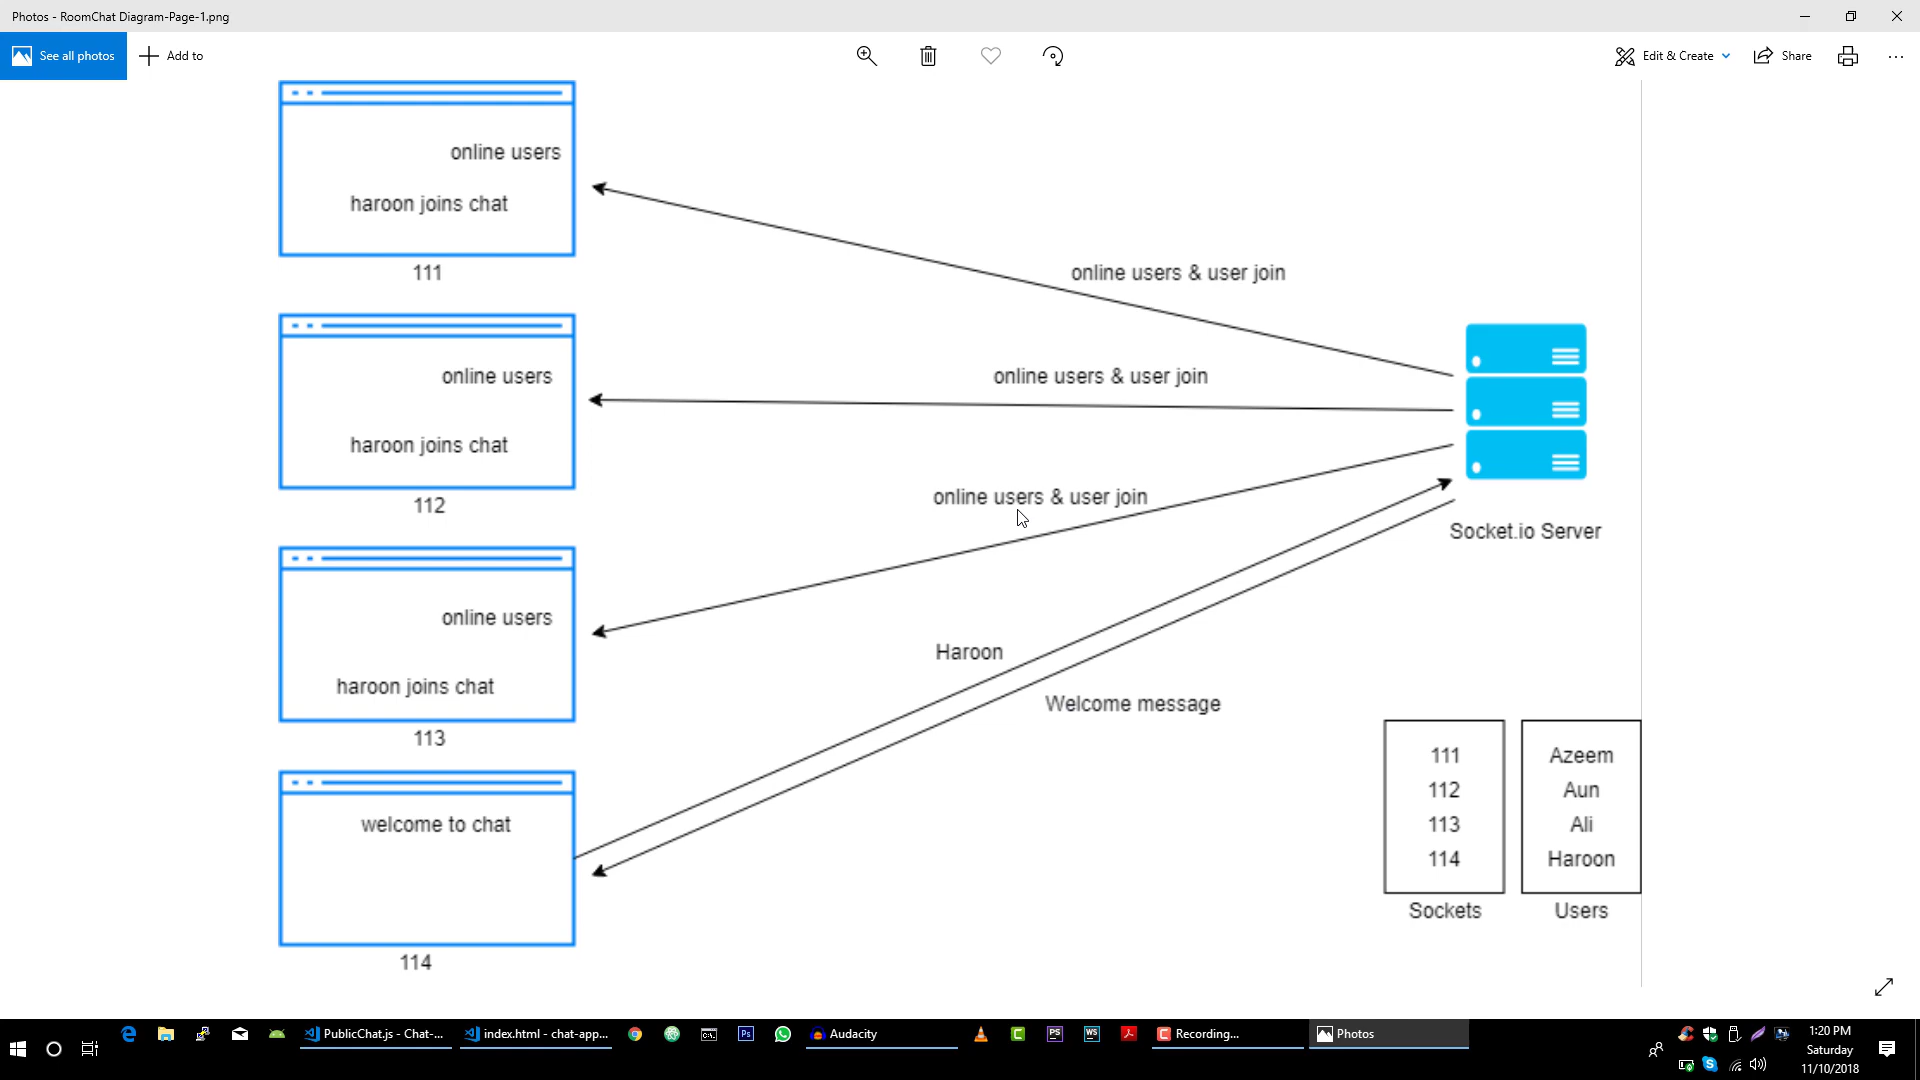 Photos - RoomChat Diagram-Page-1.png
See all photos
Add to
Edit & Create
Share
online users
haroon joins chat
111
online users & user join
online users
haroon joins chat
112
online users & user join
online users & user join
Socket.io Server
online users
haroon joins chat
113
Haroon
Welcome message
welcome to chat
114
111
112
113
114
Sockets
Azeem
Aun
Ali
Haroon
Users
PublicChat.js - Chat-...
index.html - chat-app...
Audacity
Recording...
Photos
1:20 PM
Saturday
11/10/2018